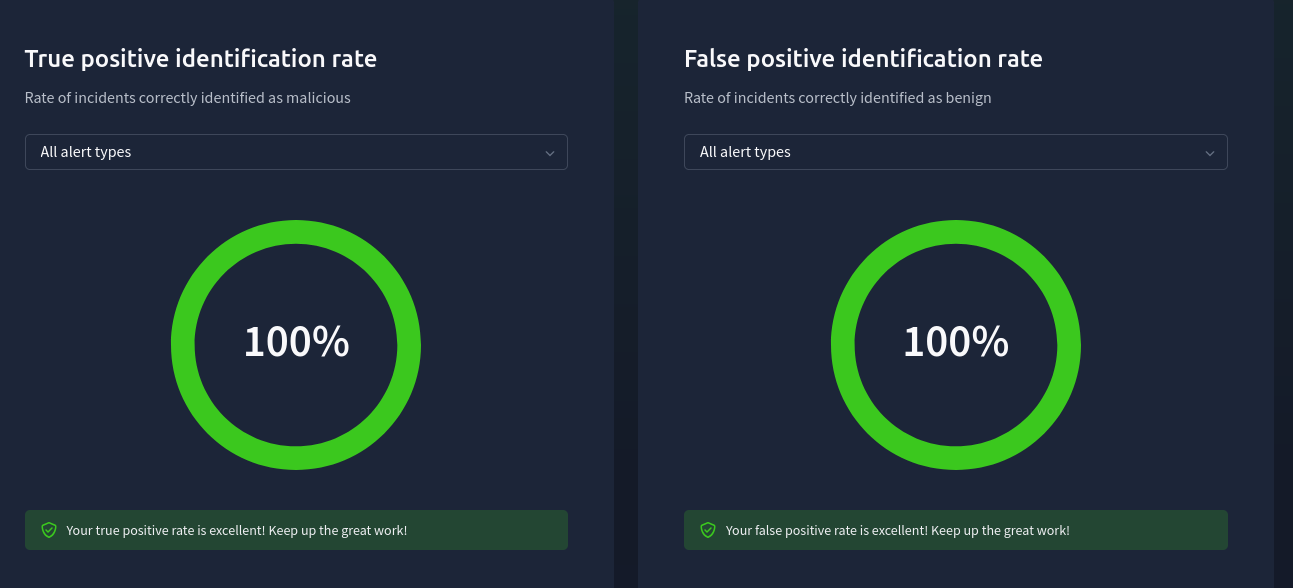 True positive identification rate
Rate of incidents correctly identified as malicious
All alert types
100%
Your true positive rate is excellent! Keep up the great work!
False positive identification rate
Rate of incidents correctly identified as benign
All alert types
100%
Your false positive rate is excellent! Keep up the great work!